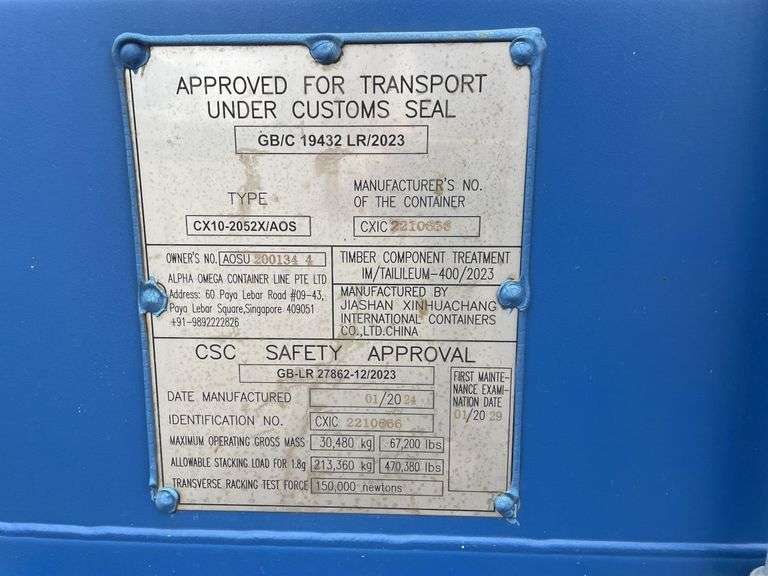 APPROVED FOR TRANSPORT
UNDER CUSTOMS SEAL
GB/C 19432 LR/2023
TYPE
CX10-2052X/AOS
MANUFACTURER'S NO.
OF THE CONTAINER
CXIC 2210666
OWNER'S NO. AOSU 200134 4
ALPHA OMEGA CONTAINER LINE PTE LTD
Address: 60 Paya Lebar Road #09-43,
Paya Lebar Square,Singapore 409051
+91-9892222826
TIMBER COMPONENT TREATMENT
IM/TAILILEUM-400/2023
MANUFACTURED BY
JIASHAN XINHUACHANG
INTERNATIONAL CONTAINERS
CO.,LTD.CHINA
CSC SAFETY APPROVAL
GB-LR 27862-12/2023
DATE MANUFACTURED 01/2024
IDENTIFICATION NO. CXIC 2210666
MAXIMUM OPERATING GROSS MASS 30,480 kg 67,200 lbs
ALLOWABLE STACKING LOAD FOR 1.8g 213,360 kg 470,380 lbs
TRANSVERSE RACKING TEST FORCE 150,000 newtons
FIRST MAINTE-
NANCE EXAMI-
NATION DATE
01/2029